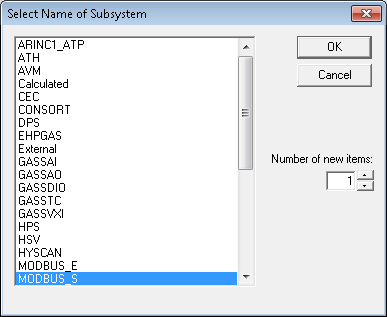 Select Name of Subsystem
ARINC1_ATP
ATH
AVM
Calculated
CEC
CONSORT
DPS
EHPGAS
External
GASSAI
GASSAO
GASSDIO
GASSTC
GASSVXI
HPS
HSV
HYSCAN
MODBUS_E
MODBUS_S
OK
Cancel
Number of new items:
1